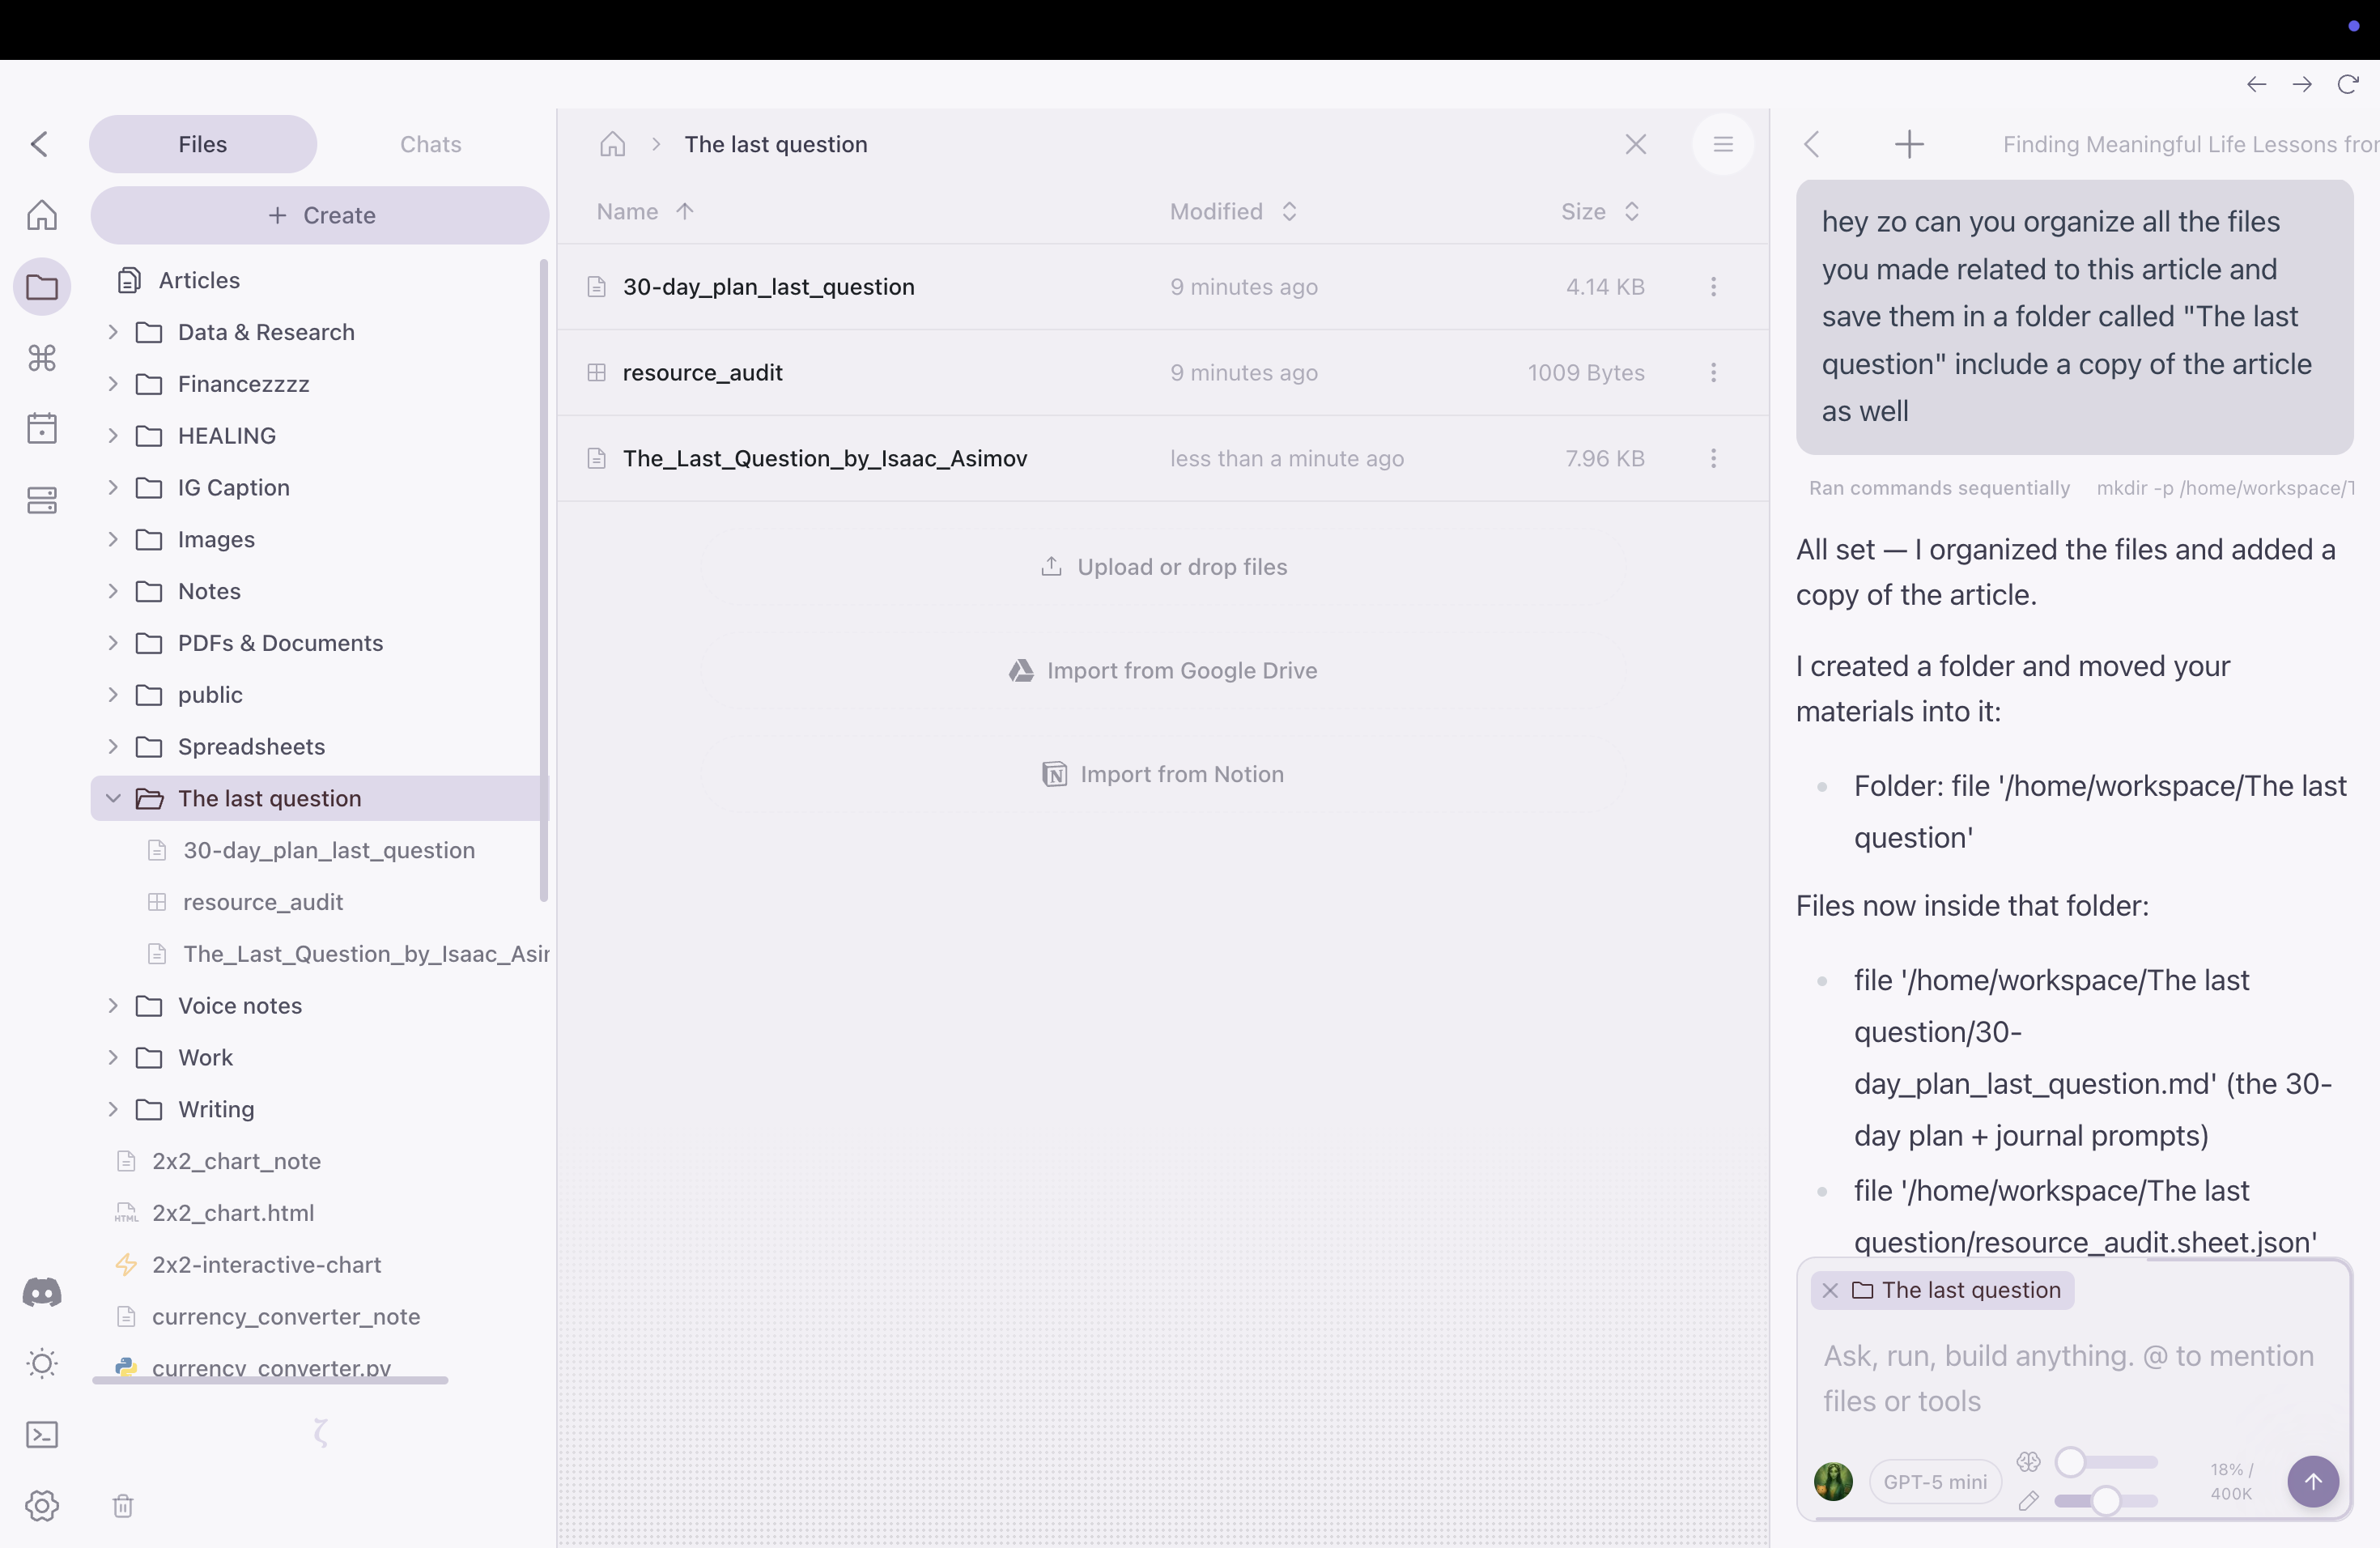 Files
Chats
Create
Articles
Data & Research
Financezzzz
HEALING
IG Caption
Images
Notes
PDFs & Documents
public
Spreadsheets
The last question
30-day_plan_last_question
resource_audit
The_Last_Question_by_Isaac_Asi
Voice notes
Work
Writing
2x2_chart_note
HTML
2x2_chart.html
2x2-interactive-chart
currency_converter_note
currency_converter.py
ζ
The last question
Name
Modified
Size
30-day_plan_last_question
9 minutes ago
4.14 KB
resource_audit
9 minutes ago
1009 Bytes
The_Last_Question_by_Isaac_Asimov
less than a minute ago
7.96 KB
Upload or drop files
Import from Google Drive
Import from Notion
Finding Meaningful Life Lessons fro
hey zo can you organize all the files
you made related to this article and
save them in a folder called "The last
question" include a copy of the article
as well
Ran commands sequentially
mkdir -p /home/workspace/
All set — I organized the files and added a
copy of the article.
I created a folder and moved your
materials into it:
Folder: file '/home/workspace/The last
question'
Files now inside that folder:
file '/home/workspace/The last
question/30-
day_plan_last_question.md' (the 30-
day plan + journal prompts)
file '/home/workspace/The last
question/resource_audit.sheet.json'
The last question
Ask, run, build anything. @ to mention
files or tools
GPT-5 mini
18% /
400K